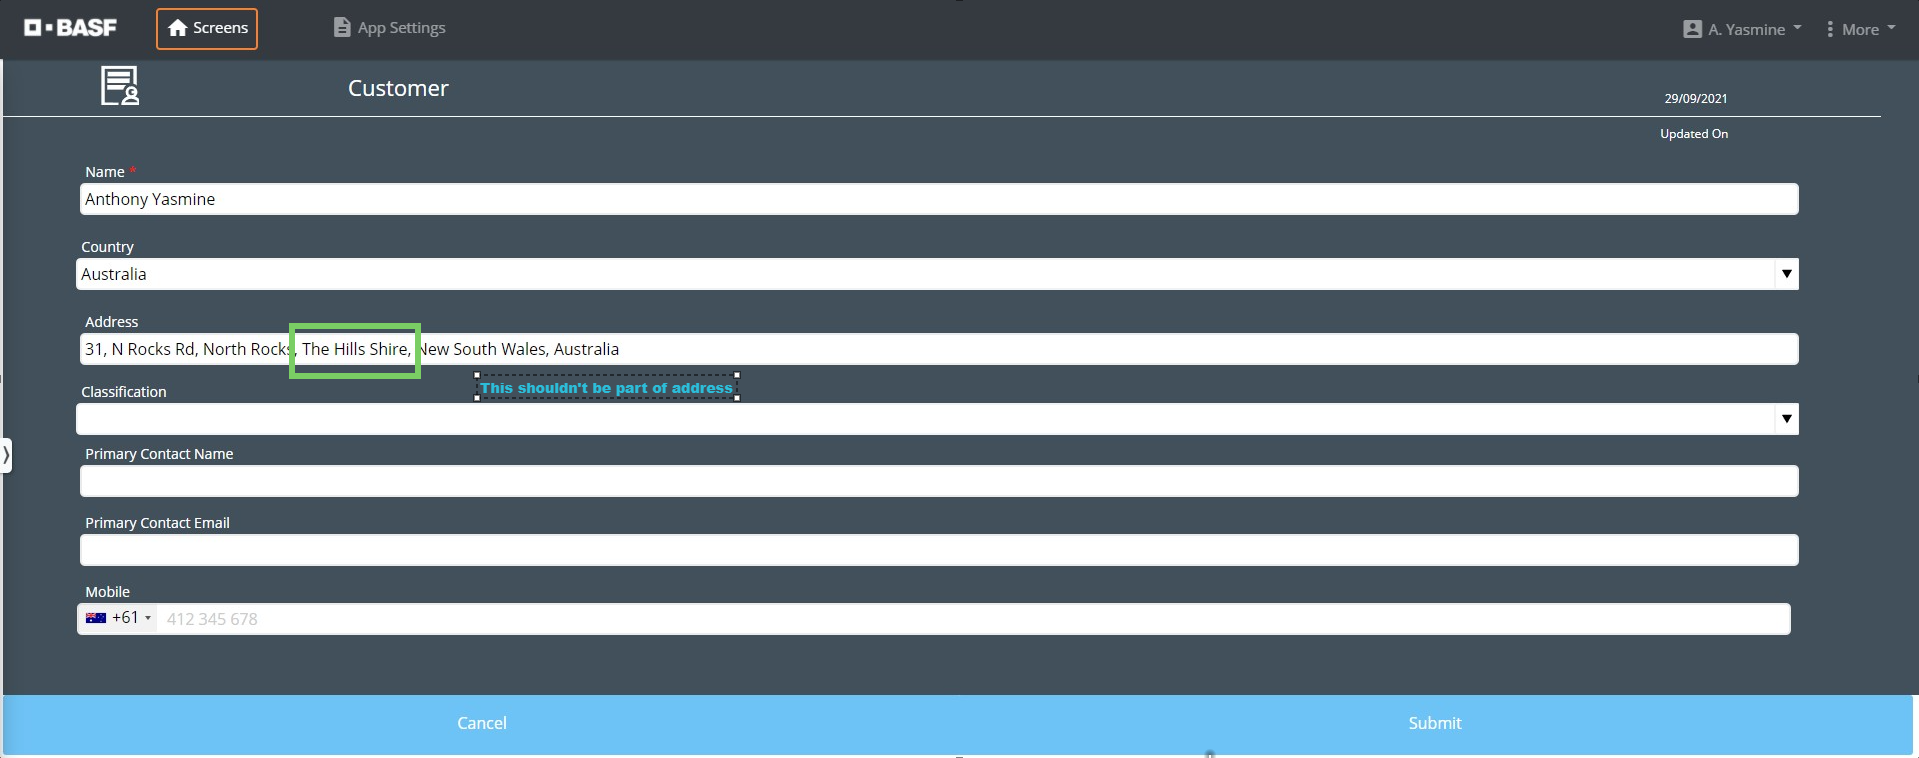 BASF Screens App Settings A. Yasmine More
Customer
29/09/2021
Updated On
Name *
Anthony Yasmine
Country
Australia
Address
31, N Rocks Rd, North Rocks, The Hills Shire, New South Wales, Australia
This shouldn't be part of address
Classification
Primary Contact Name
Primary Contact Email
Mobile
+61 412 345 678
Cancel Submit